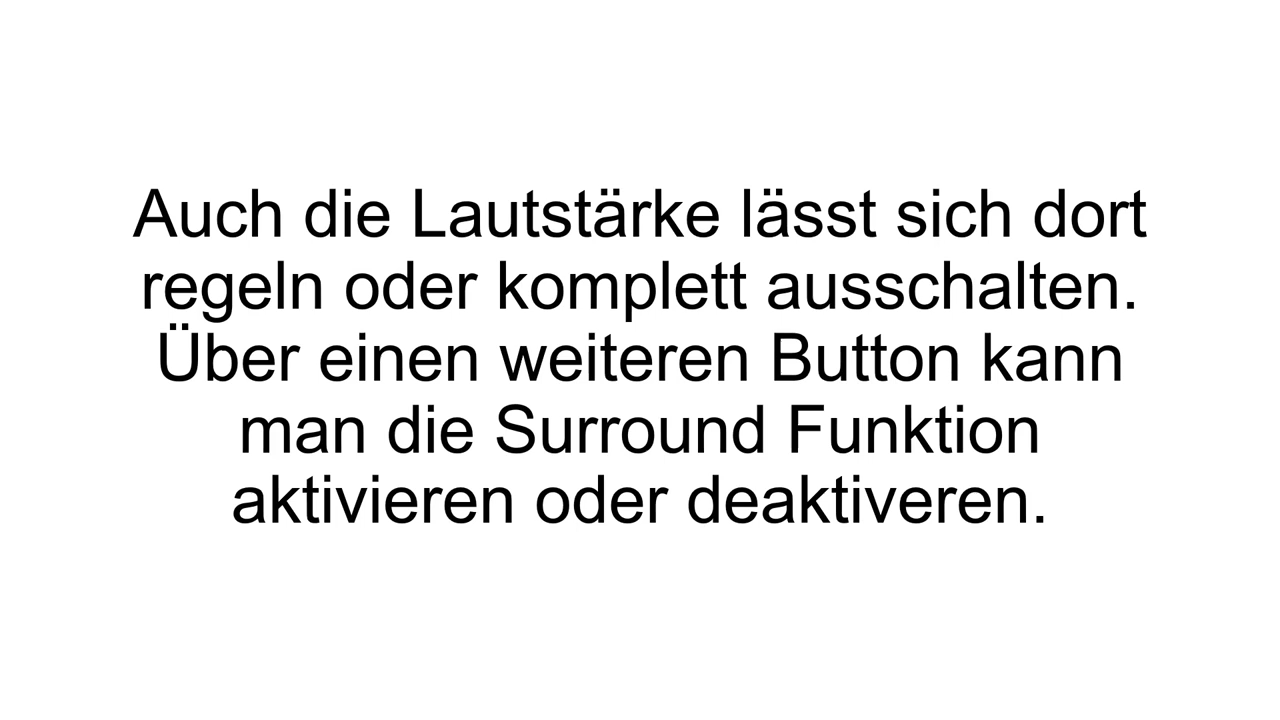 Auch die Lautstärke lässt sich dort
regeln oder komplett ausschalten.
Über einen weiteren Button kann
man die Surround Funktion
aktivieren oder deaktiveren.